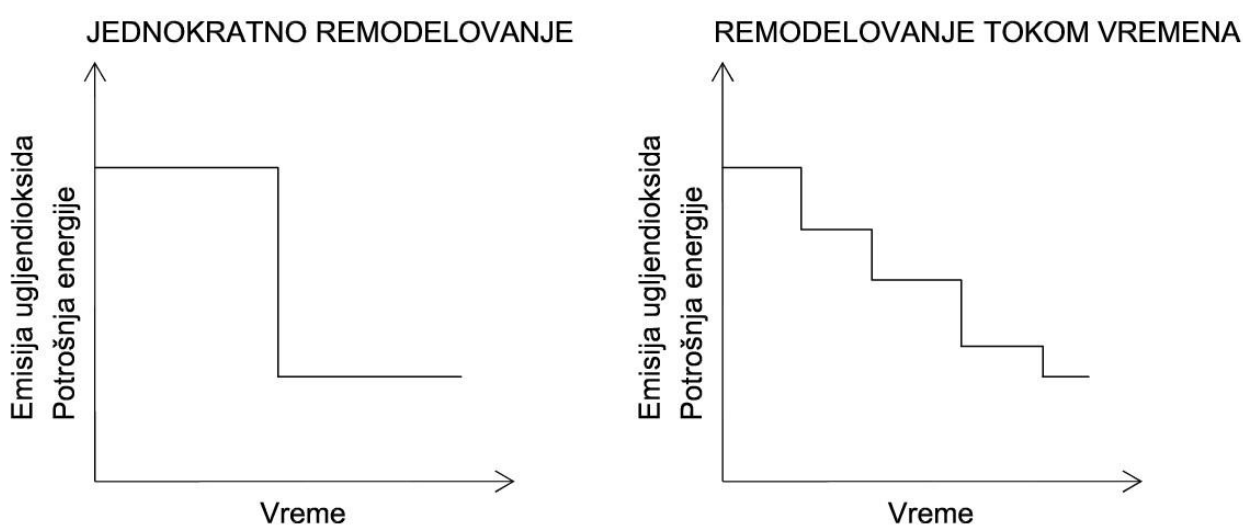 JEDNOKRATNO REMODELOVANJE
Emisija ugljendioksida
Potrošnja energije
Vreme
REMODELOVANJE TOKOM VREMENA
Emisija ugljendioksida
Potrošnja energije
Vreme